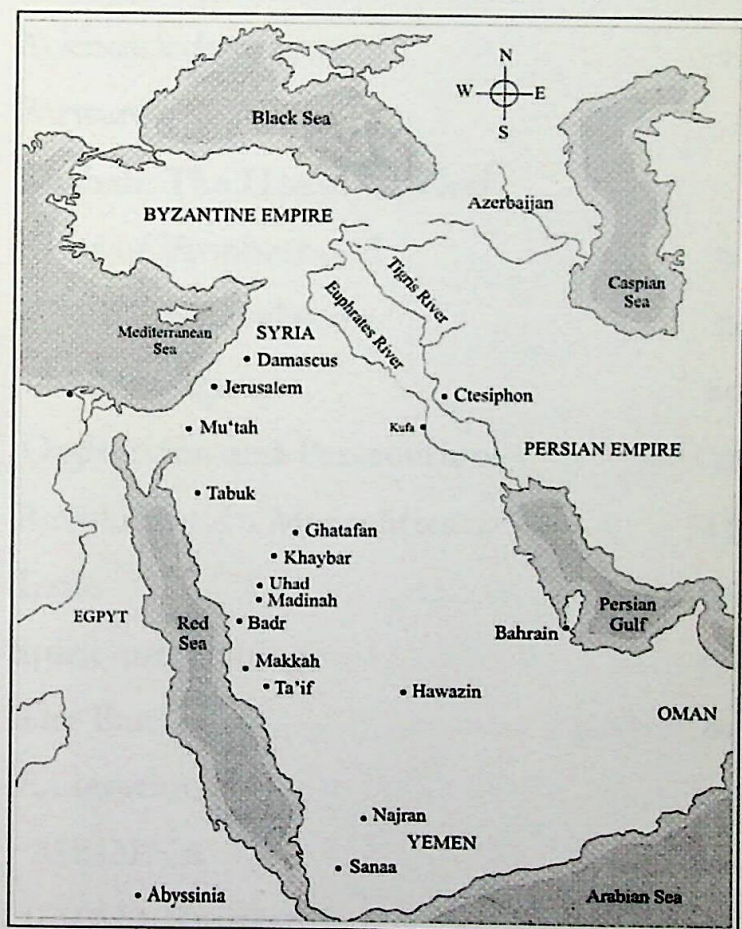 N
W E
S
Black Sea
BYZANTINE EMPIRE
Azerbaijan
Tigris River
Euphrates River
Caspian
Sea
Mediterranean
Sea
SYRIA
Damascus
Jerusalem
Ctesiphon
Mu‘tah
Kufa
PERSIAN EMPIRE
Tabuk
Ghatafan
Khaybar
Uhad
Madinah
EGPYT
Red
Sea
Badr
Bahrain
Persian
Gulf
Makkah
Ta’if
Hawazin
OMAN
Najran
YEMEN
Sanaa
Abyssinia
Arabian Sea